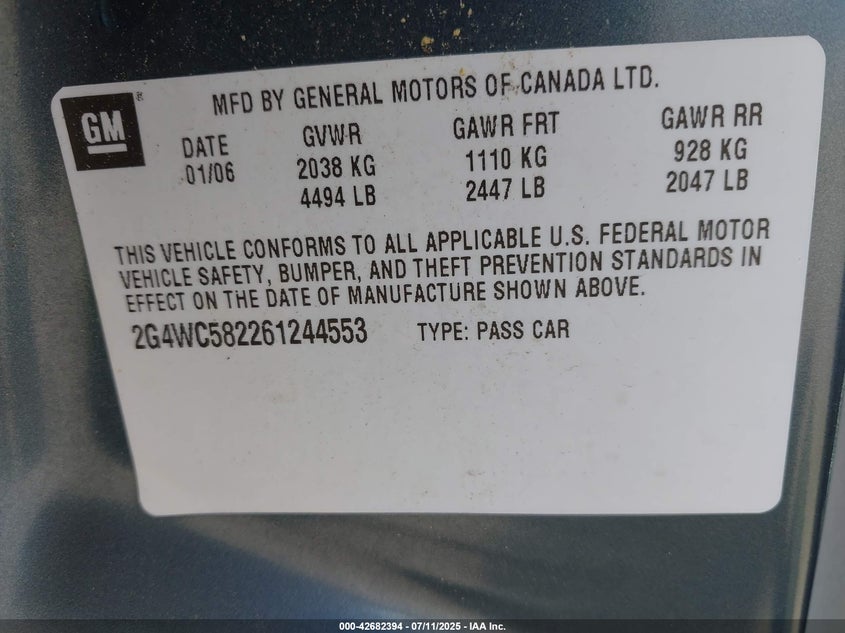 MFD BY GENERAL MOTORS OF CANADA LTD.
GM
DATE GVWR GAWR FRT GAWR RR
01/06 2038 KG 1110 KG 928 KG
4494 LB 2447 LB 2047 LB
THIS VEHICLE CONFORMS TO ALL APPLICABLE U.S. FEDERAL MOTOR
VEHICLE SAFETY, BUMPER, AND THEFT PREVENTION STANDARDS IN
EFFECT ON THE DATE OF MANUFACTURE SHOWN ABOVE.
2G4WC582261244553 TYPE: PASS CAR
000-42682394 - 07/11/2025 - IAA Inc.